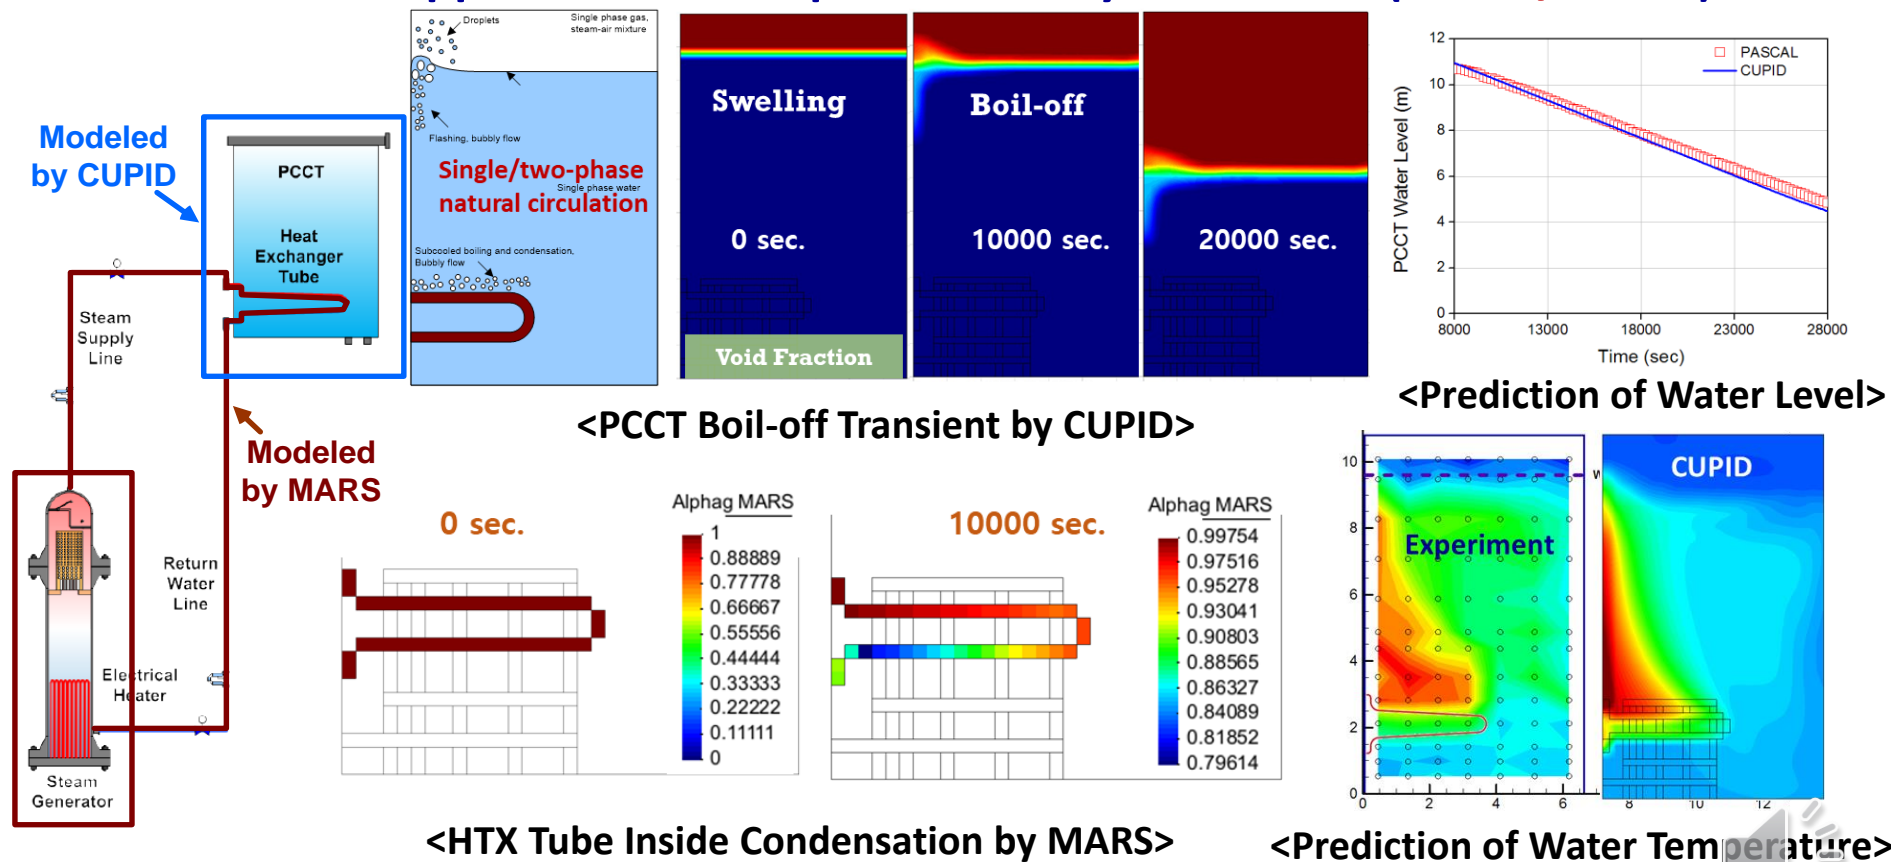 Modeled
by CUPID
PCCT
Heat
Exchanger
Tube
Steam
Supply
Line
Modeled
by MARS
Return
Water
Line
Electrical
Heater
Steam
Generator
Droplets
Single phase gas,
steam-air mixture
Flashing, bubbly flow
Single/two-phase
Single phase water
natural circulation
Subcooled boiling and condensation,
Bubbly flow
Swelling
0 sec.
Void Fraction
Boil-off
10000 sec.
20000 sec.
<PCCT Boil-off Transient by CUPID>
12
10
8
6
4
2
0
PCCT Water Level (m)
PASCAL
CUPID
8000 13000 18000 23000 28000
Time (sec)
<Prediction of Water Level>
0 sec.
Alphag MARS
1
0.88889
0.77778
0.66667
0.55556
0.44444
0.33333
0.22222
0.11111
0
10000 sec.
Alphag MARS
0.99754
0.97516
0.95278
0.93041
0.90803
0.88565
0.86327
0.84089
0.81852
0.79614
<HTX Tube Inside Condensation by MARS>
10
8
6
4
2
0
Experiment
0 2 4 6
CUPID
8 10 12
<Prediction of Water Temperature>